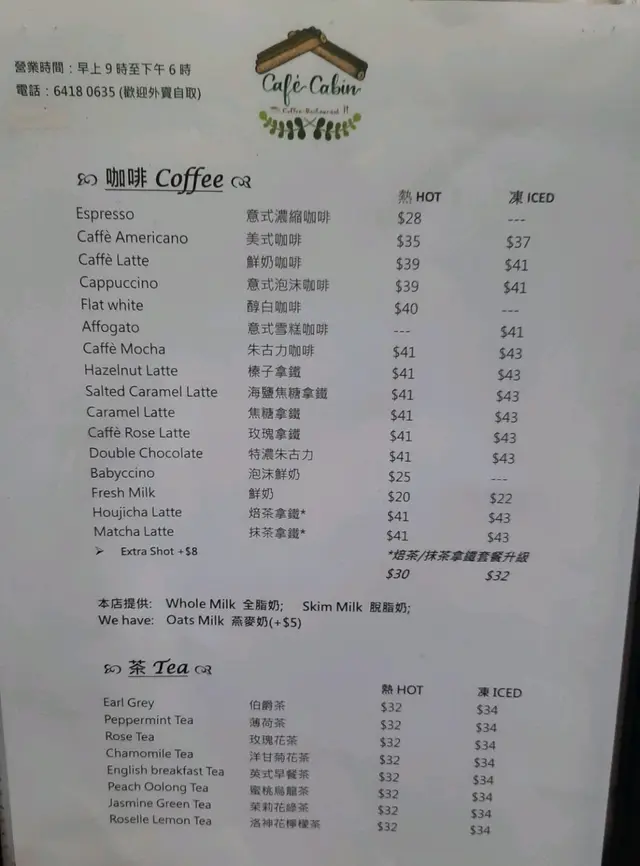 營業時間：早上 9 時至下午 6 時
電話：6418 0635 (歡迎外賣自取)
Café Cabin
Coffee·Restaurant
咖啡 Coffee
熱 HOT 凍 ICED
Espresso 意式濃縮咖啡 $28 ---
Caffè Americano 美式咖啡 $35 $37
Caffè Latte 鮮奶咖啡 $39 $41
Cappuccino 意式泡沫咖啡 $39 $41
Flat white 醇白咖啡 $40 ---
Affogato 意式雪糕咖啡 --- $41
Caffè Mocha 朱古力咖啡 $41 $43
Hazelnut Latte 榛子拿鐵 $41 $43
Salted Caramel Latte 海鹽焦糖拿鐵 $41 $43
Caramel Latte 焦糖拿鐵 $41 $43
Caffè Rose Latte 玫瑰拿鐵 $41 $43
Double Chocolate 特濃朱古力 $41 $43
Babyccino 泡沫鮮奶 $25 ---
Fresh Milk 鮮奶 $20 $22
Houjicha Latte 焙茶拿鐵* $41 $43
Matcha Latte 抹茶拿鐵* $41 $43
➢ Extra Shot +$8 *焙茶/抹茶拿鐵套餐升級
$30 $32
本店提供: Whole Milk 全脂奶; Skim Milk 脫脂奶;
We have: Oats Milk 燕麥奶(+$5)
茶 Tea
熱 HOT 凍 ICED
Earl Grey 伯爵茶 $32 $34
Peppermint Tea 薄荷茶 $32 $34
Rose Tea 玫瑰花茶 $32 $34
Chamomile Tea 洋甘菊花茶 $32 $34
English breakfast Tea 英式早餐茶 $32 $34
Peach Oolong Tea 蜜桃烏龍茶 $32 $34
Jasmine Green Tea 茉莉花綠茶 $32 $34
Roselle Lemon Tea 洛神花檸檬茶 $32 $34